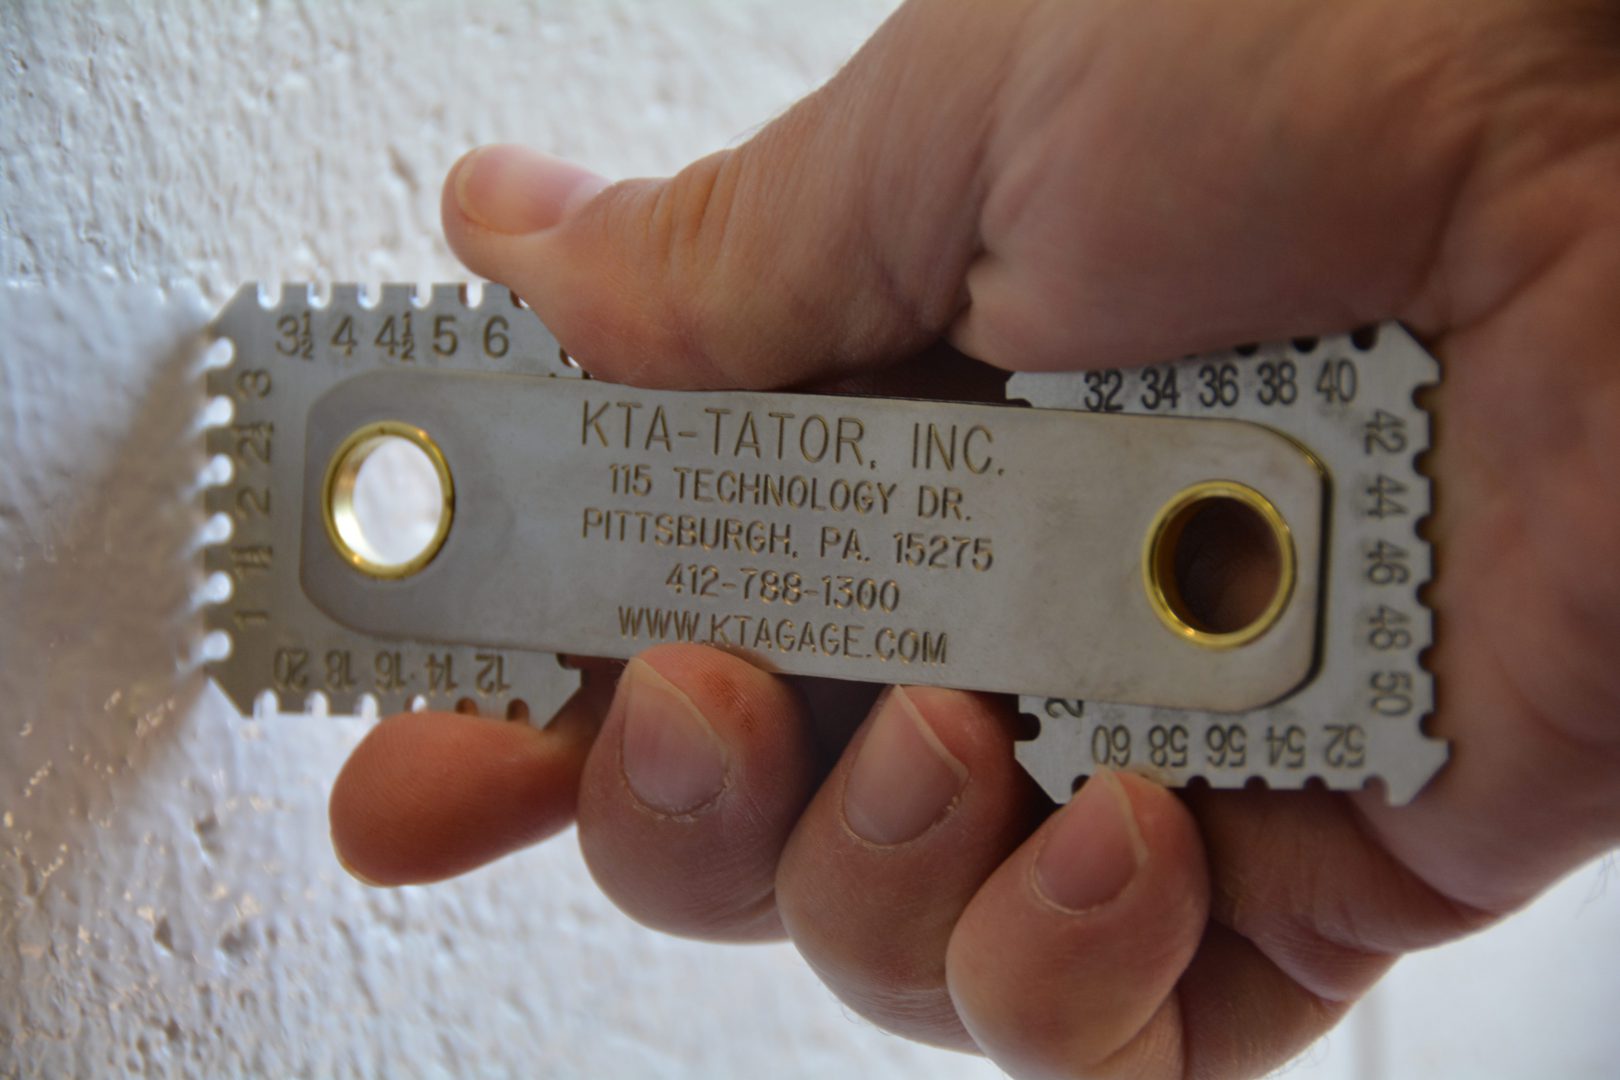 3½ 4 4½ 5 6
3
2½
2
1½
1
20 18 16 14 12
KTA-TATOR, INC.
115 TECHNOLOGY DR.
PITTSBURGH, PA. 15275
412-788-1300
WWW.KTAGAGE.COM
32 34 36 38 40
42
44
46
48
50
60 58 56 54 52